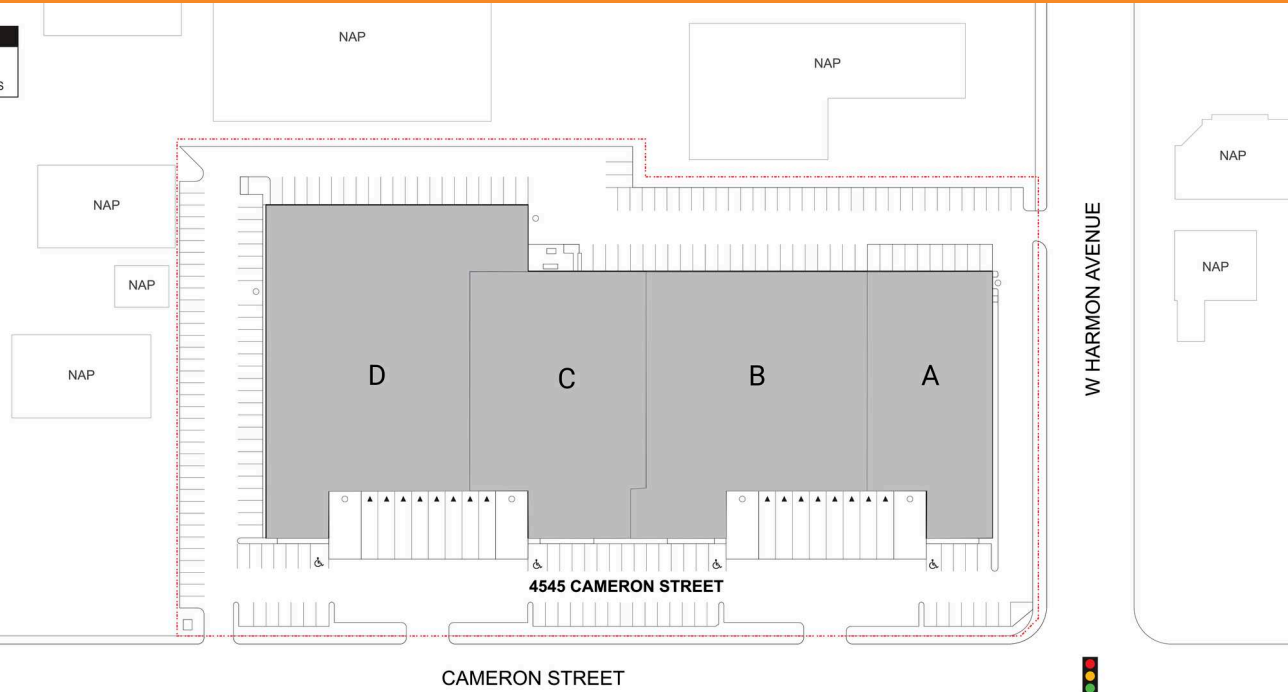 NAP
NAP
S
NAP
NAP
NAP
NAP
NAP
W HARMON AVENUE
D
C
B
A
4545 CAMERON STREET
CAMERON STREET